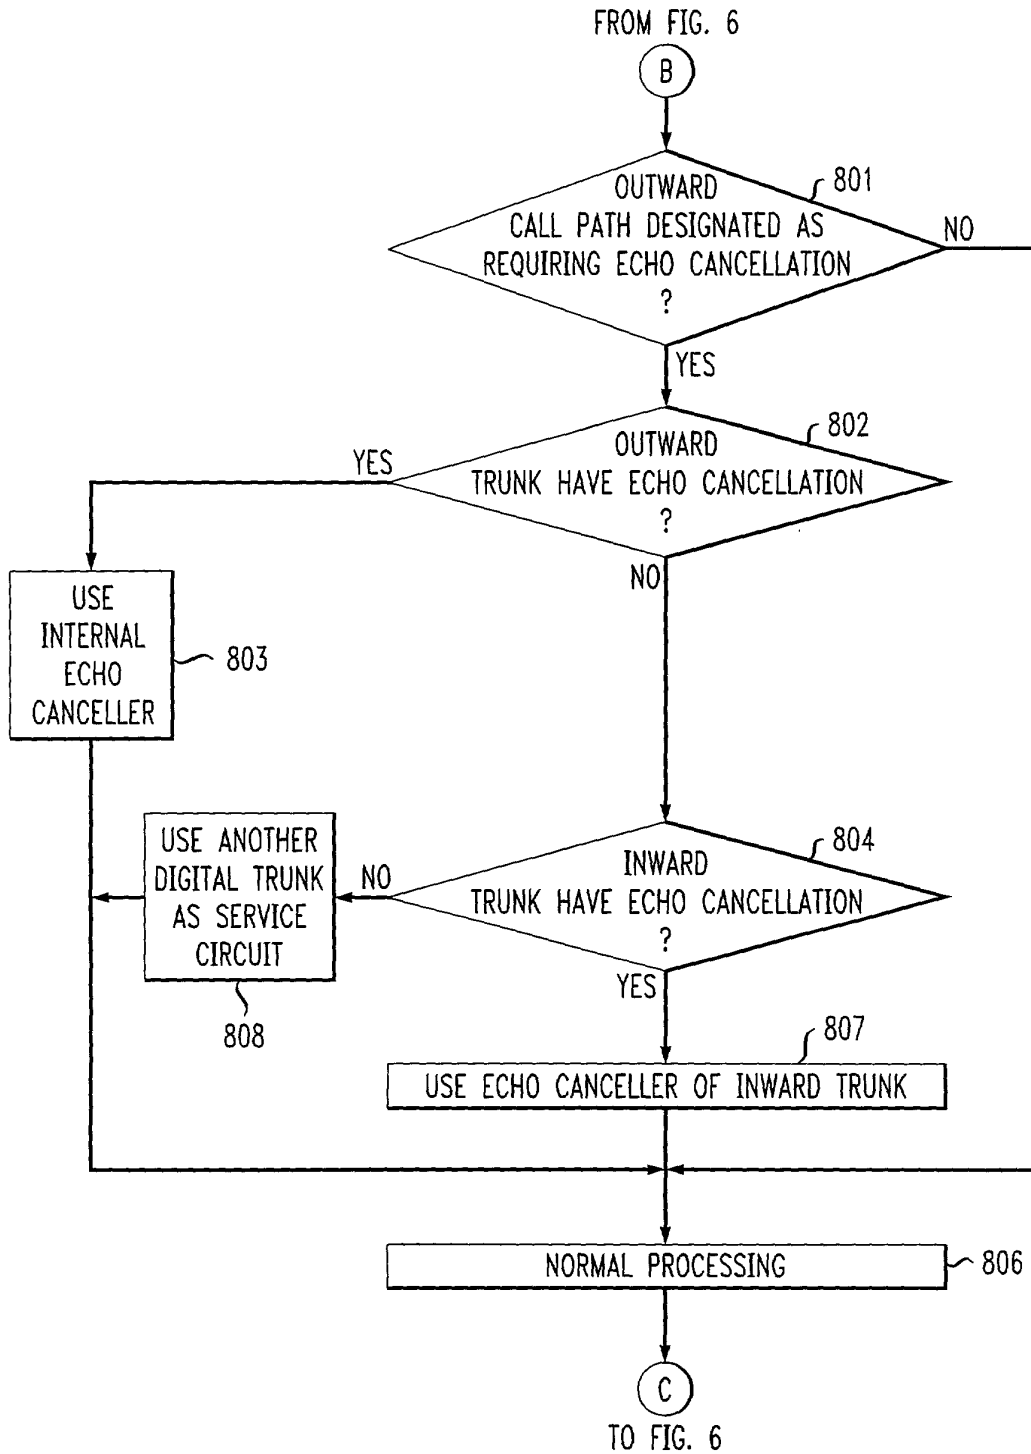 FROM FIG. 6
B
801
OUTWARD
CALL PATH DESIGNATED AS
REQUIRING ECHO CANCELLATION
?
NO
YES
802
OUTWARD
TRUNK HAVE ECHO CANCELLATION
?
YES
NO
USE
INTERNAL
ECHO
CANCELLER
803
804
INWARD
TRUNK HAVE ECHO CANCELLATION
?
NO
USE ANOTHER
DIGITAL TRUNK
AS SERVICE
CIRCUIT
808
YES
807
USE ECHO CANCELLER OF INWARD TRUNK
NORMAL PROCESSING
806
C
TO FIG. 6